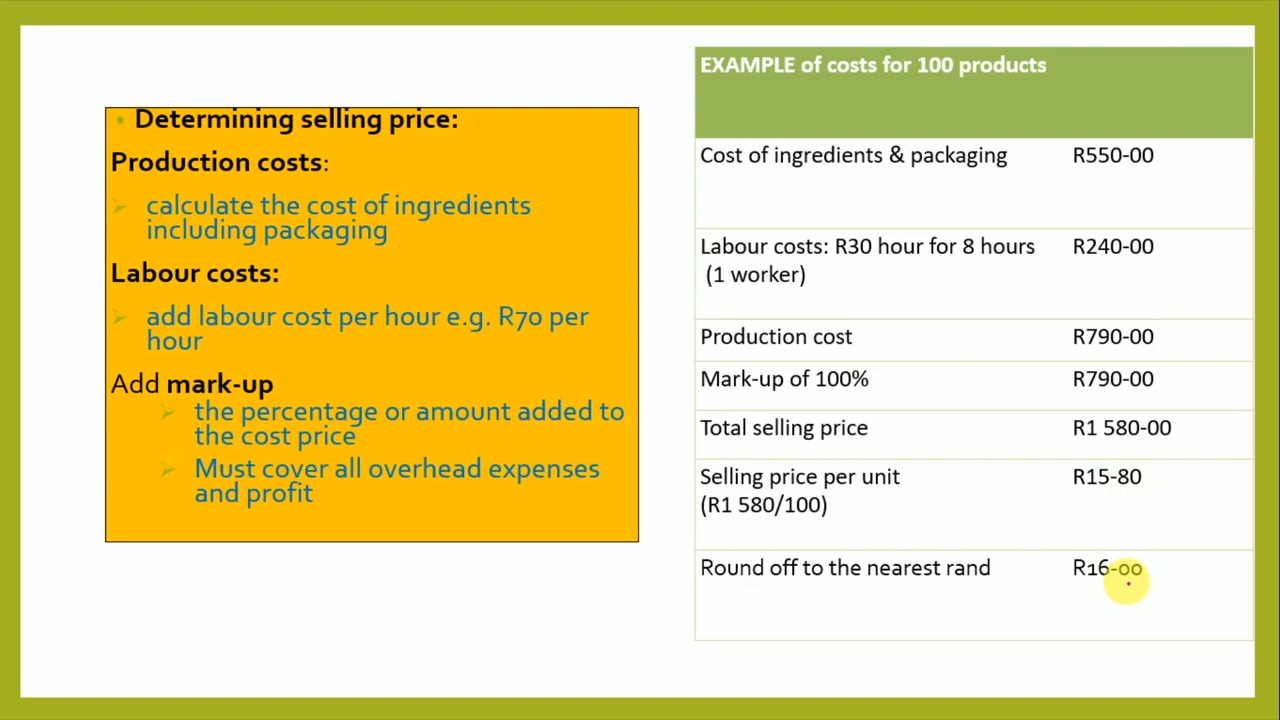 • Determining selling price:
Production costs:
calculate the cost of ingredients
including packaging
Labour costs:
add labour cost per hour e.g. R70 per
hour
Add mark-up
the percentage or amount added to
the cost price
Must cover all overhead expenses
and profit
EXAMPLE of costs for 100 products
Cost of ingredients & packaging R550-00
Labour costs: R30 hour for 8 hours R240-00
(1 worker)
Production cost R790-00
Mark-up of 100% R790-00
Total selling price R1 580-00
Selling price per unit R15-80
(R1 580/100)
Round off to the nearest rand R16-00